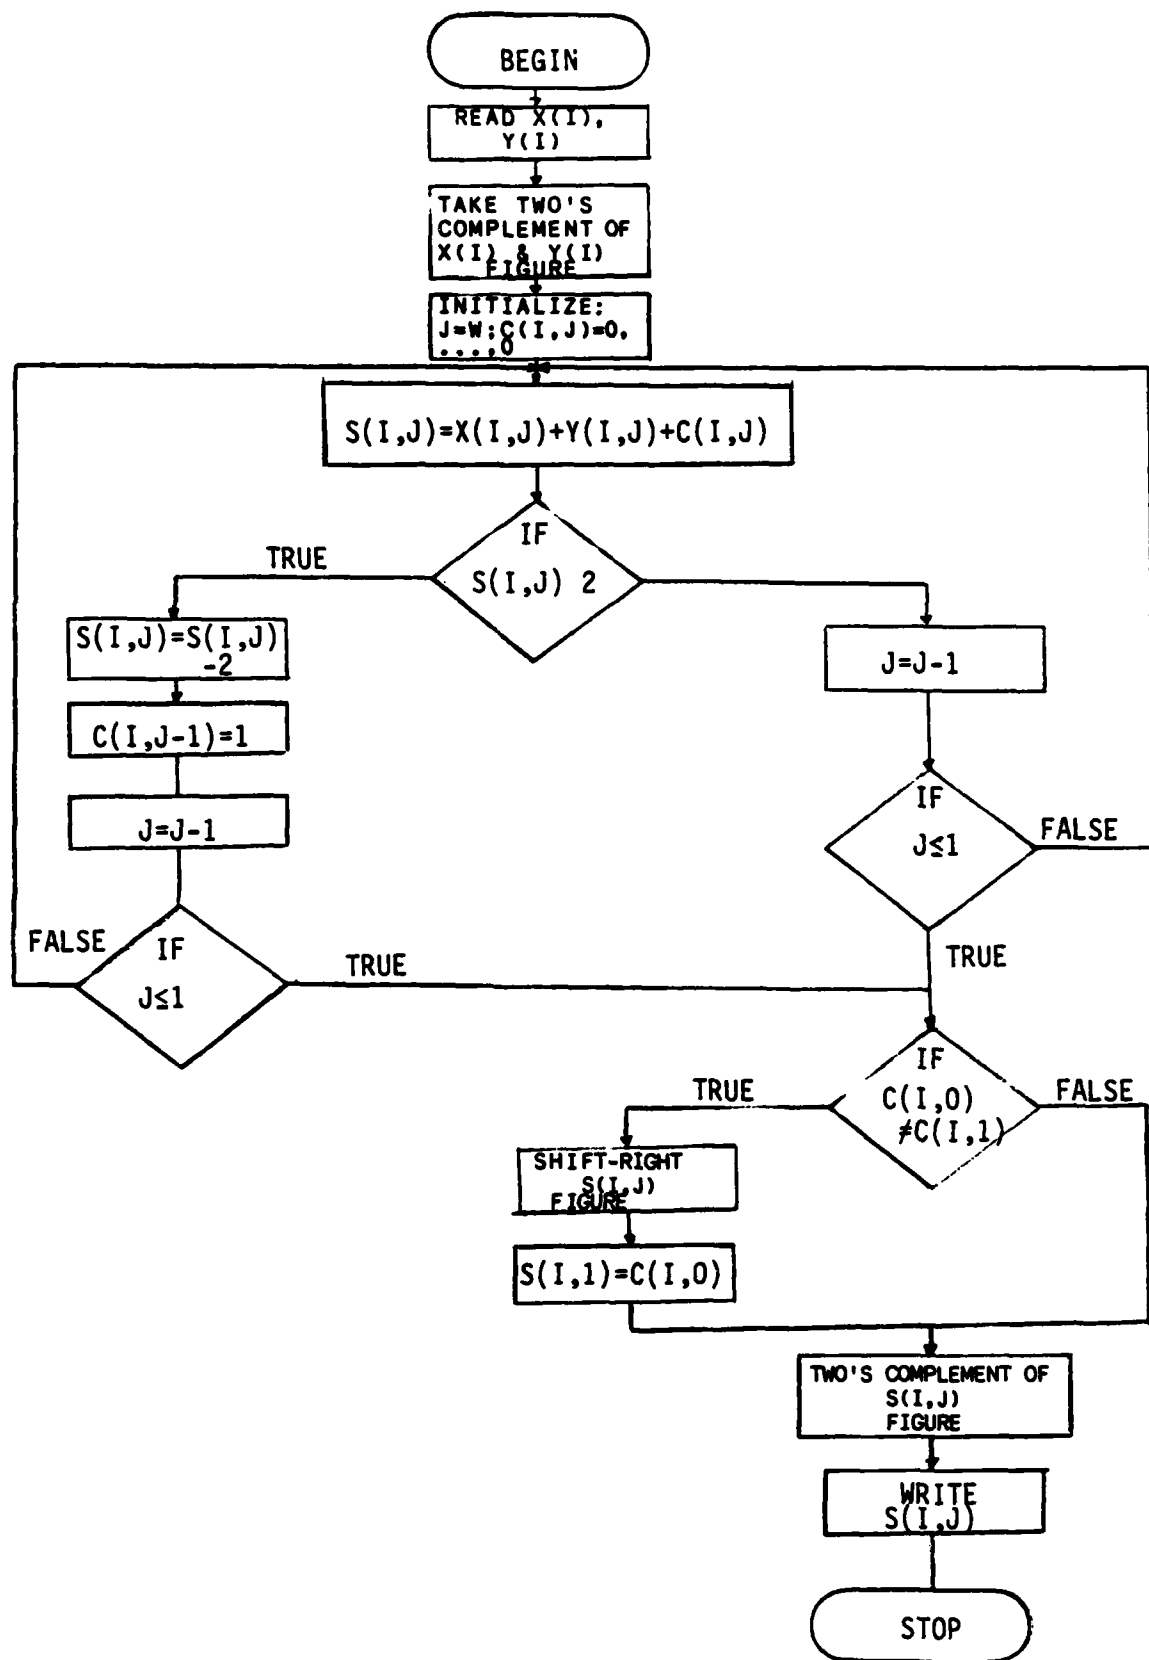 BEGIN
READ X(I),
Y(I)
TAKE TWO'S
COMPLEMENT OF
X(I) & Y(I)
FIGURE
INITIALIZE:
J=W;C(I,J)=0,
...,0
S(I,J)=X(I,J)+Y(I,J)+C(I,J)
IF
S(I,J) 2
TRUE
S(I,J)=S(I,J)
-2
C(I,J-1)=1
J=J-1
IF
J≤1
FALSE
TRUE
J=J-1
IF
J≤1
FALSE
TRUE
IF
C(I,0)
≠C(I,1)
TRUE
FALSE
SHIFT-RIGHT
S(I,J)
FIGURE
S(I,1)=C(I,0)
TWO'S COMPLEMENT OF
S(I,J)
FIGURE
WRITE
S(I,J)
STOP